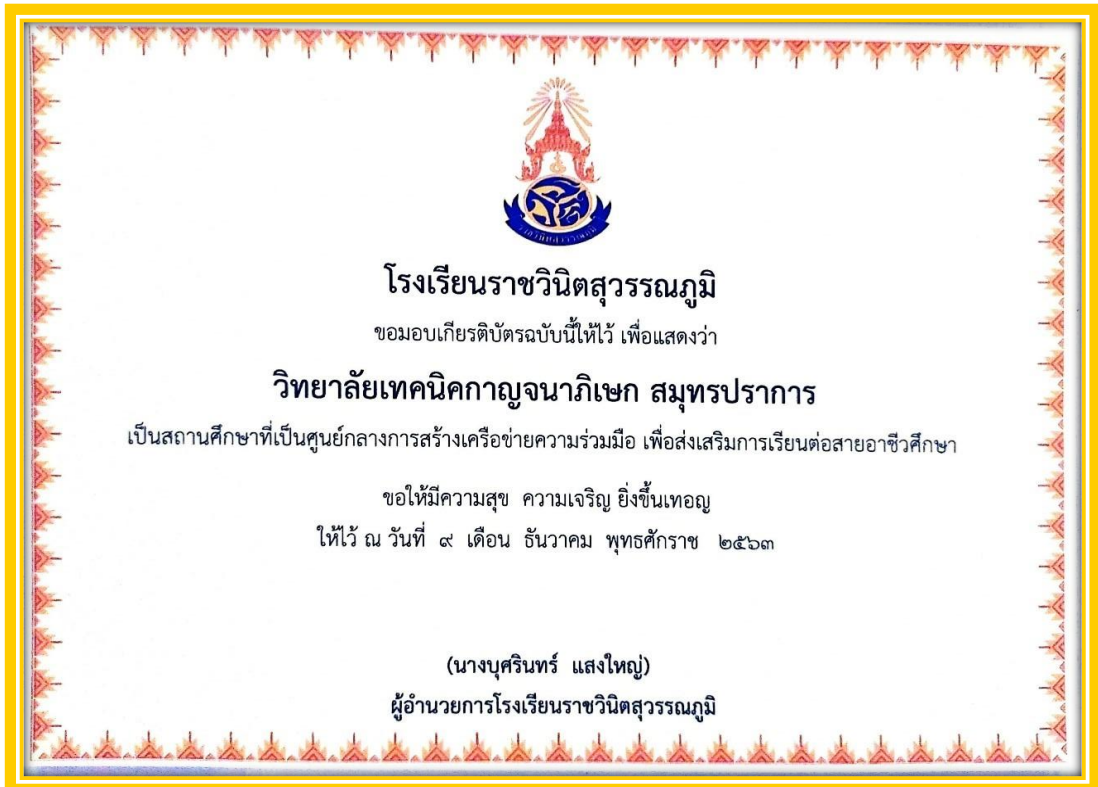 ราชวินิตสุวรรณภูมิ
โรงเรียนราชวินิตสุวรรณภูมิ
ขอมอบเกียรติบัตรฉบับนี้ให้ไว้ เพื่อแสดงว่า
วิทยาลัยเทคนิคกาญจนาภิเษก สมุทรปราการ
เป็นสถานศึกษาที่เป็นศูนย์กลางการสร้างเครือข่ายความร่วมมือ เพื่อส่งเสริมการเรียนต่อสายอาชีวศึกษา
ขอให้มีความสุข ความเจริญ ยิ่งขึ้นเทอญ
ให้ไว้ ณ วันที่ ๙ เดือน ธันวาคม พุทธศักราช ๒๕๖๓
(นางบุศรินทร์ แสงใหญ่)
ผู้อำนวยการโรงเรียนราชวินิตสุวรรณภูมิ